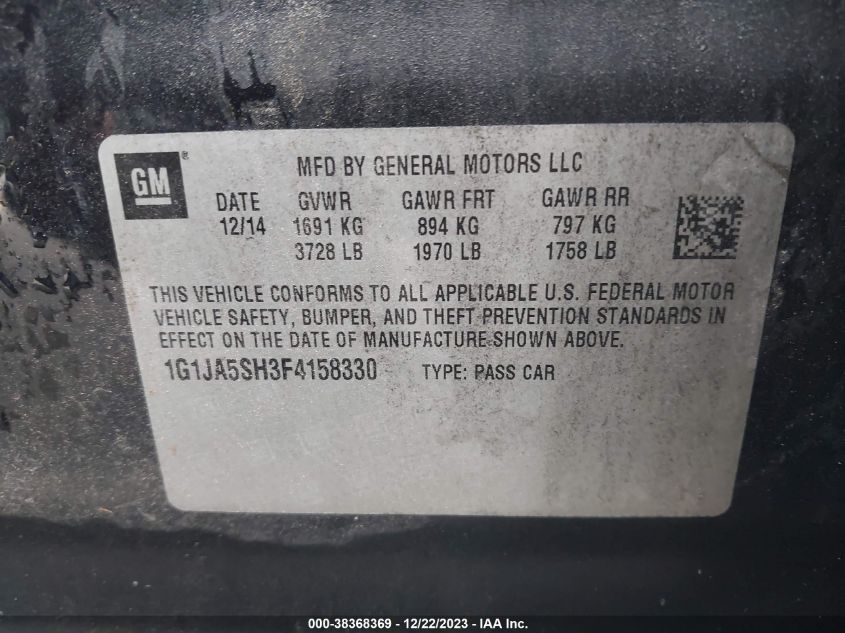 GM®
MFD BY GENERAL MOTORS LLC
DATE GVWR GAWR FRT GAWR RR
12/14 1691 KG 894 KG 797 KG
3728 LB 1970 LB 1758 LB
THIS VEHICLE CONFORMS TO ALL APPLICABLE U.S. FEDERAL MOTOR
VEHICLE SAFETY, BUMPER, AND THEFT PREVENTION STANDARDS IN
EFFECT ON THE DATE OF MANUFACTURE SHOWN ABOVE.
1G1JA5SH3F4158330 TYPE: PASS CAR
000-38368369 - 12/22/2023 - IAAI Inc.